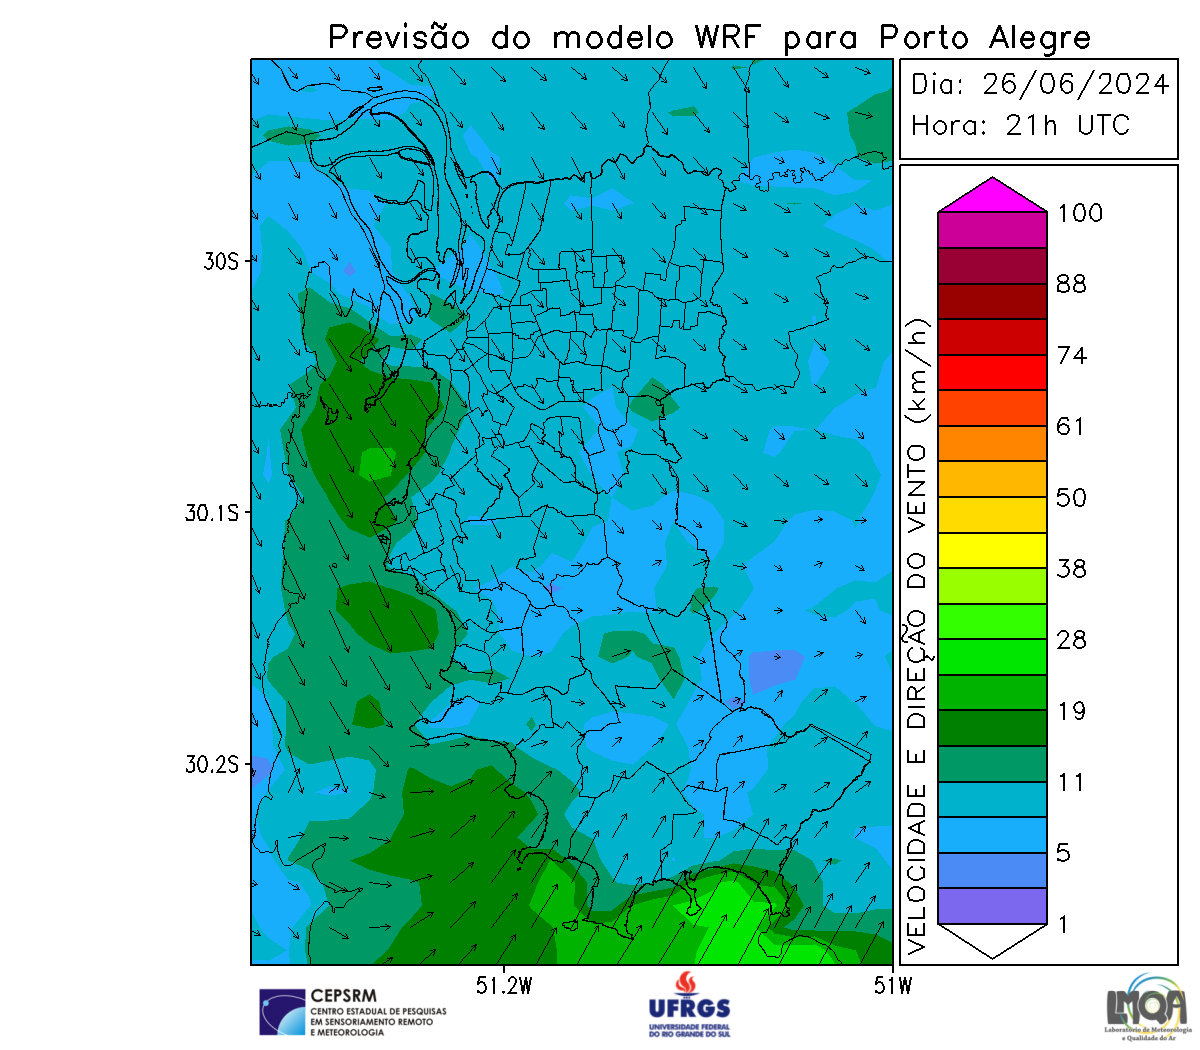 Previsão do modelo WRF para Porto Alegre
Dia: 26/06/2024
Hora: 21h UTC
30S
30.1S
30.2S
51.2W
51W
VELOCIDADE E DIREÇÃO DO VENTO (km/h)
100
88
74
61
50
38
28
19
11
5
1
CEPSRM
CENTRO ESTADUAL DE PESQUISAS
EM SENSORIAMENTO REMOTO
E METEOROLOGIA
UFRGS
UNIVERSIDADE FEDERAL
DO RIO GRANDE DO SUL
LMQA
Laboratório de Meteorologia
e Qualidade do Ar